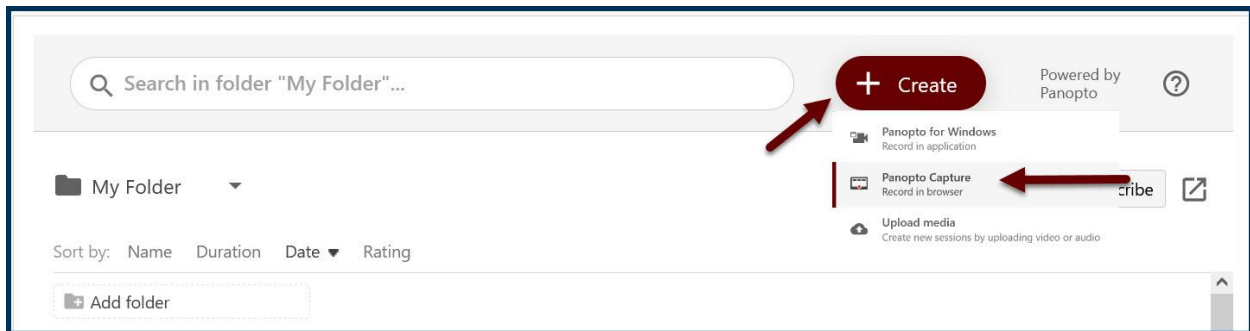 Search in folder "My Folder"...
+ Create
Powered by
Panopto
Panopto for Windows
Record in application
Panopto Capture
Record in browser
cribe
My Folder
Upload media
Create new sessions by uploading video or audio
Sort by: Name Duration Date Rating
Add folder